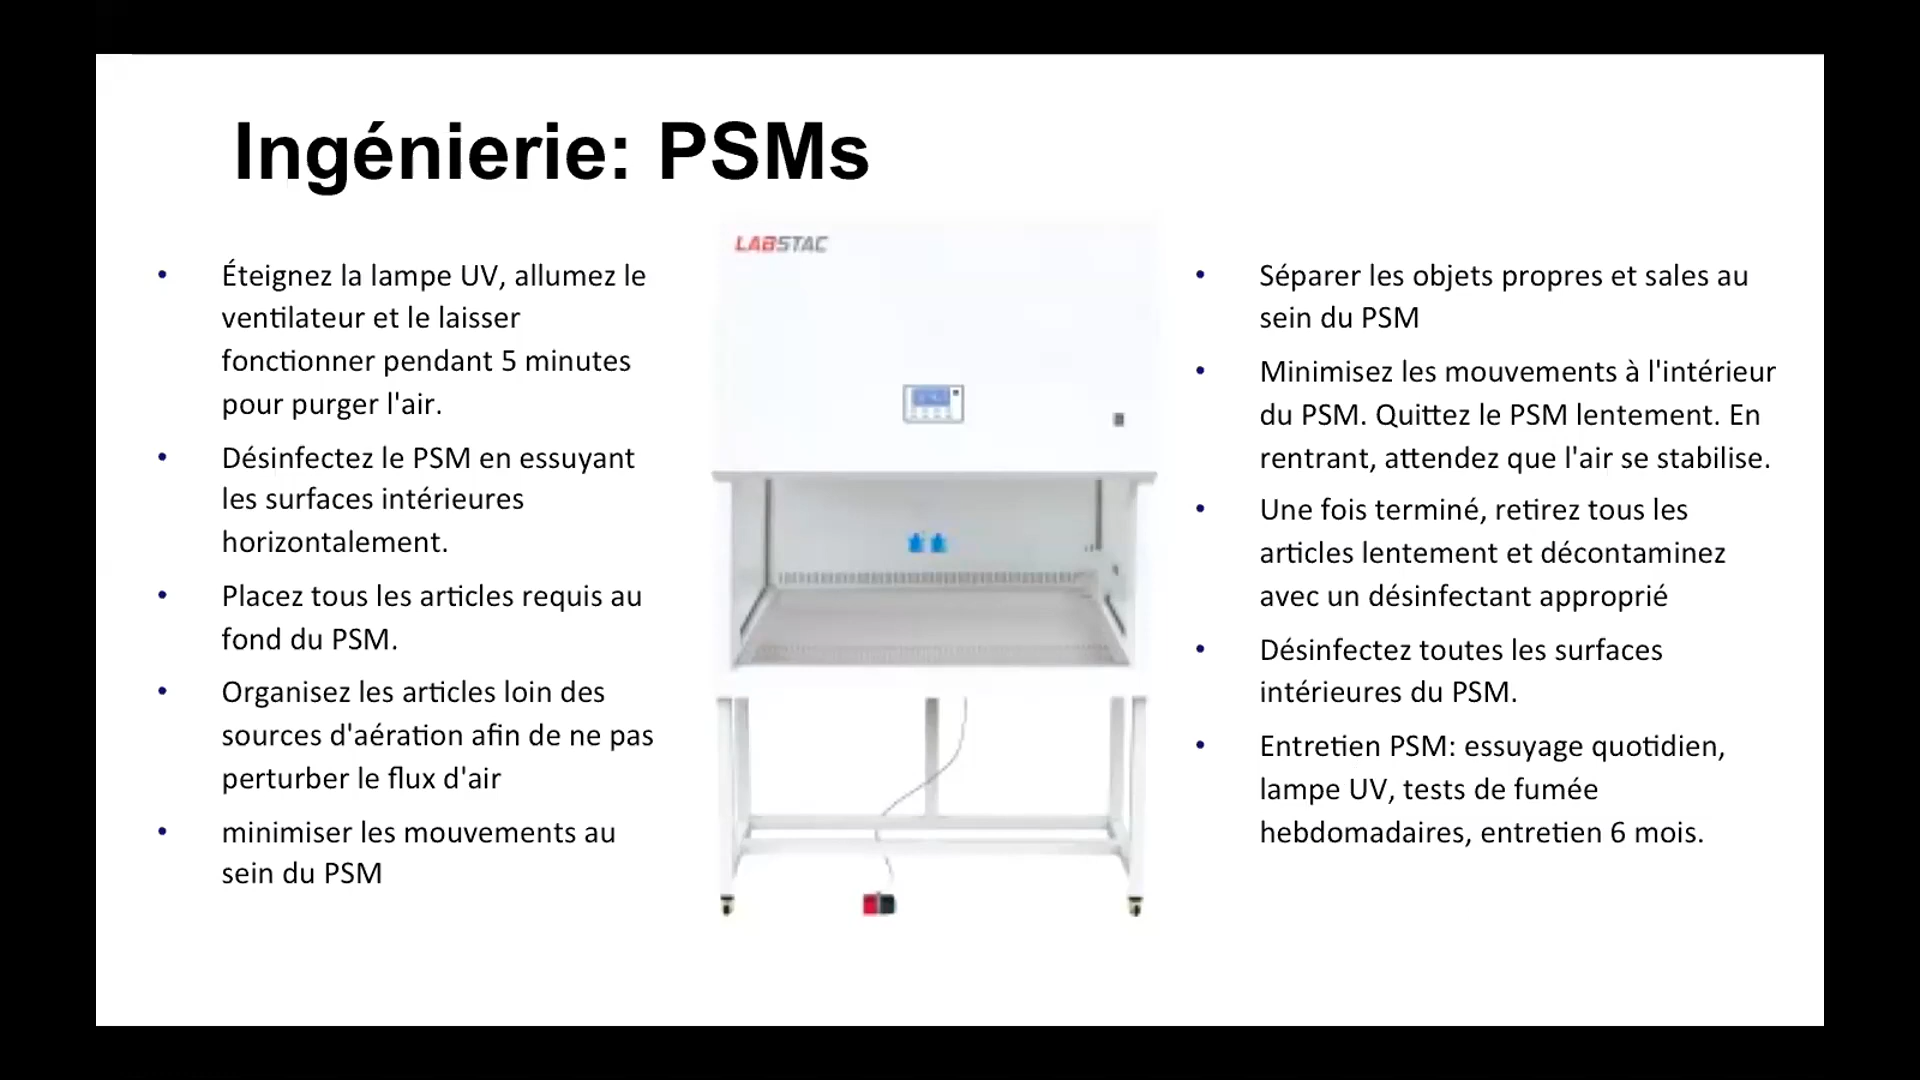 Ingénierie: PSMs
• Éteignez la lampe UV, allumez le
ventilateur et le laisser
fonctionner pendant 5 minutes
pour purger l'air.
• Désinfectez le PSM en essuyant
les surfaces intérieures
horizontalement.
• Placez tous les articles requis au
fond du PSM.
• Organisez les articles loin des
sources d'aération afin de ne pas
perturber le flux d'air
• minimiser les mouvements au
sein du PSM
LABSTAC
• Séparer les objets propres et sales au
sein du PSM
• Minimisez les mouvements à l'intérieur
du PSM. Quittez le PSM lentement. En
rentrant, attendez que l'air se stabilise.
• Une fois terminé, retirez tous les
articles lentement et décontaminez
avec un désinfectant approprié
• Désinfectez toutes les surfaces
intérieures du PSM.
• Entretien PSM: essuyage quotidien,
lampe UV, tests de fumée
hebdomadaires, entretien 6 mois.